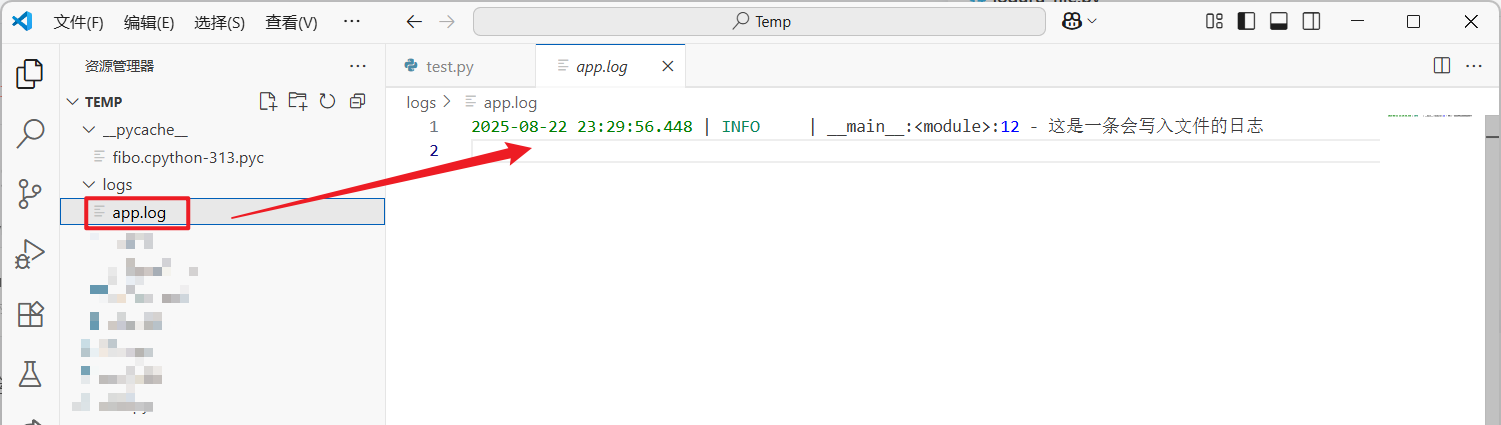 文件(F) 编辑(E) 选择(S) 查看(V) ··· Temp
资源管理器 ···
test.py app.log
TEMP
logs > app.log
__pycache__
fibo.cpython-313.pyc
logs
app.log
1 2025-08-22 23:29:56.448 | INFO     | __main__:<module>:12 - 这是一条会写入文件的日志
2